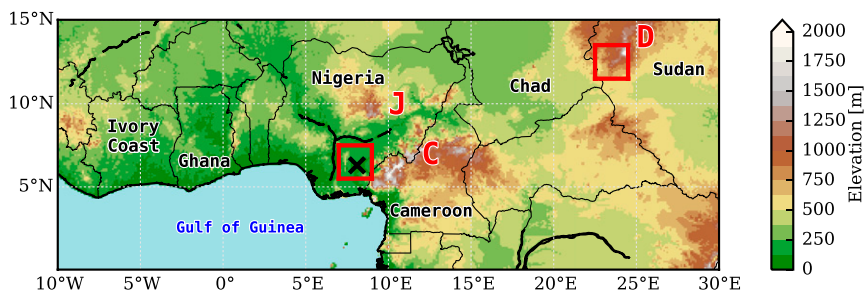 15°N
10°N
5°N
10°W
5°W
0°
5°E
10°E
15°E
20°E
25°E
30°E
Nigeria
J
Ivory
Coast
Ghana
C
Cameroon
Gulf of Guinea
Chad
D
Sudan
2000
1750
1500
1250
1000
750
500
250
0
Elevation [m]